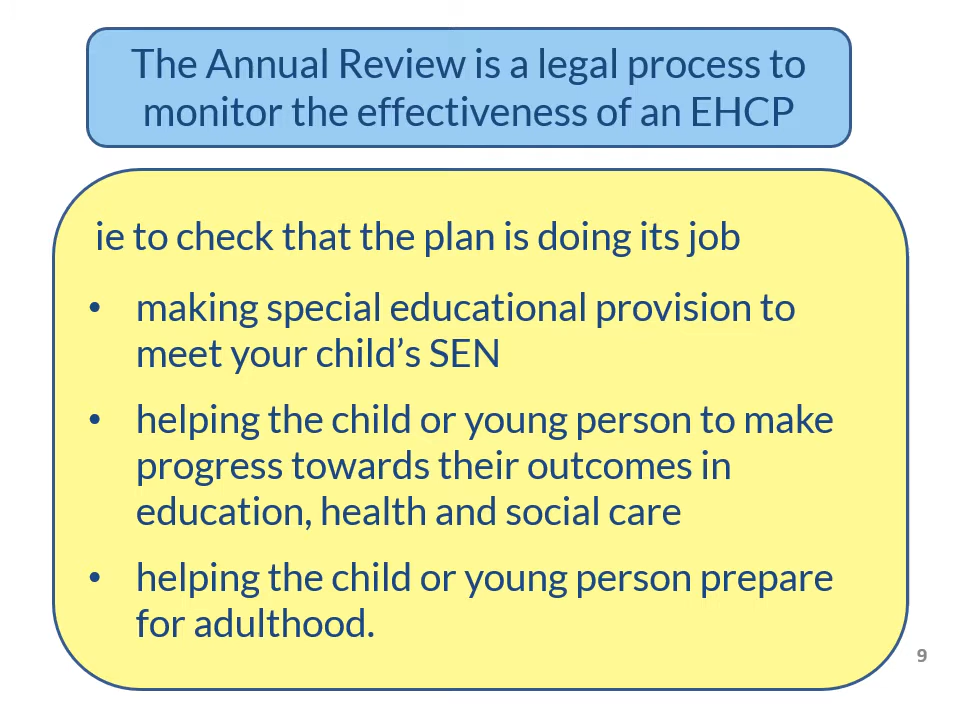 The Annual Review is a legal process to
monitor the effectiveness of an EHCP
ie to check that the plan is doing its job
• making special educational provision to
meet your child’s SEN
• helping the child or young person to make
progress towards their outcomes in
education, health and social care
• helping the child or young person prepare
for adulthood.
9